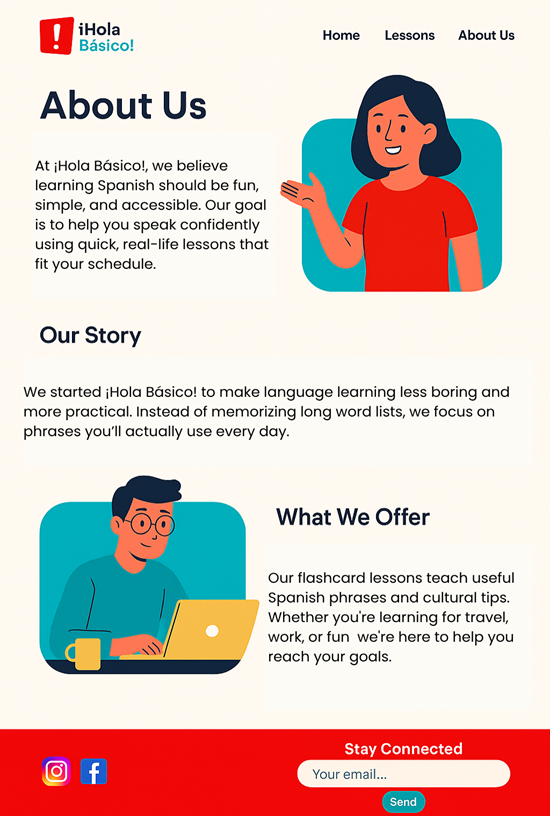 ¡Hola
Básico!
Home
Lessons
About Us
About Us
At ¡Hola Básico!, we believe
learning Spanish should be fun,
simple, and accessible. Our goal
is to help you speak confidently
using quick, real-life lessons that
fit your schedule.
Our Story
We started ¡Hola Básico! to make language learning less boring and
more practical. Instead of memorizing long word lists, we focus on
phrases you’ll actually use every day.
What We Offer
Our flashcard lessons teach useful
Spanish phrases and cultural tips.
Whether you're learning for travel,
work, or fun  we're here to help you
reach your goals.
Stay Connected
Your email...
Send